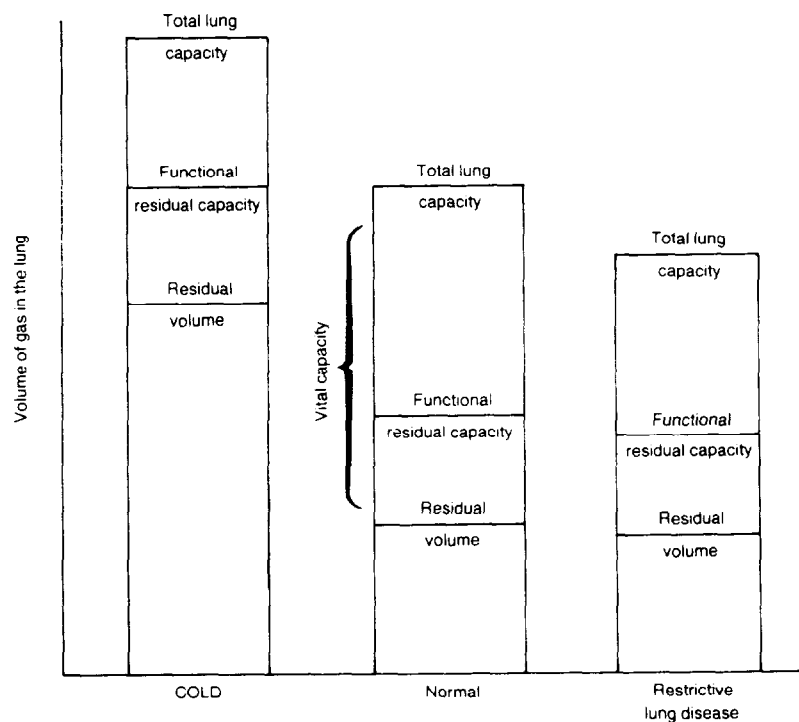 Volume of gas in the lung
Total lung
capacity
Functional
residual capacity
Residual
volume
COLD
Vital capacity
Total lung
capacity
Functional
residual capacity
Residual
volume
Normal
Total lung
capacity
Functional
residual capacity
Residual
volume
Restrictive
lung disease